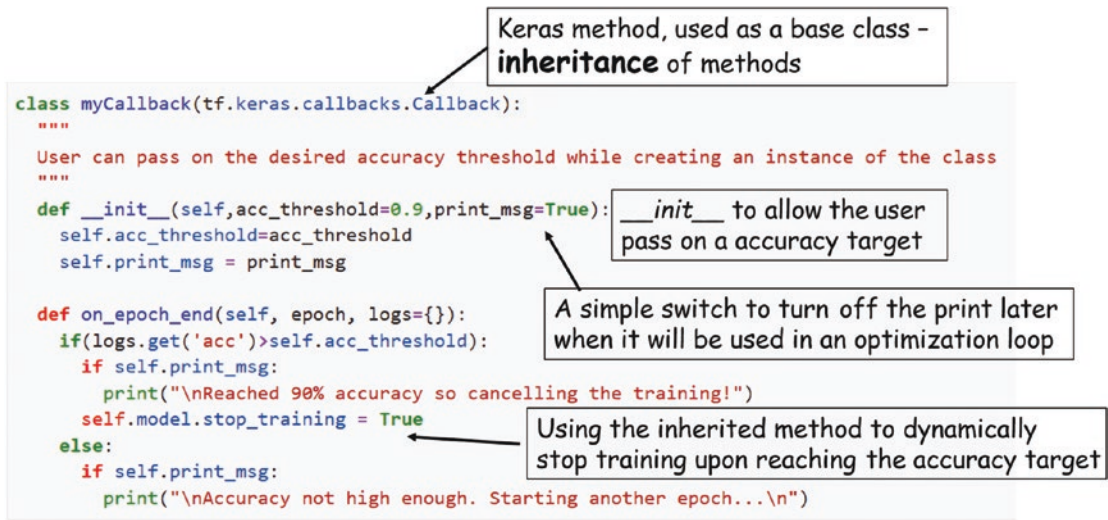 Keras method, used as a base class –
inheritance of methods
class myCallback(tf.keras.callbacks.Callback):
"""
User can pass on the desired accuracy threshold while creating an instance of the class
"""
def __init__(self,acc_threshold=0.9,print_msg=True):
self.acc_threshold=acc_threshold
self.print_msg = print_msg
__init__ to allow the user
pass on a accuracy target
A simple switch to turn off the print later
when it will be used in an optimization loop
def on_epoch_end(self, epoch, logs={}):
if(logs.get('acc')>self.acc_threshold):
if self.print_msg:
print("\nReached 90% accuracy so cancelling the training!")
self.model.stop_training = True
else:
if self.print_msg:
print("\nAccuracy not high enough. Starting another epoch...\n")
Using the inherited method to dynamically
stop training upon reaching the accuracy target